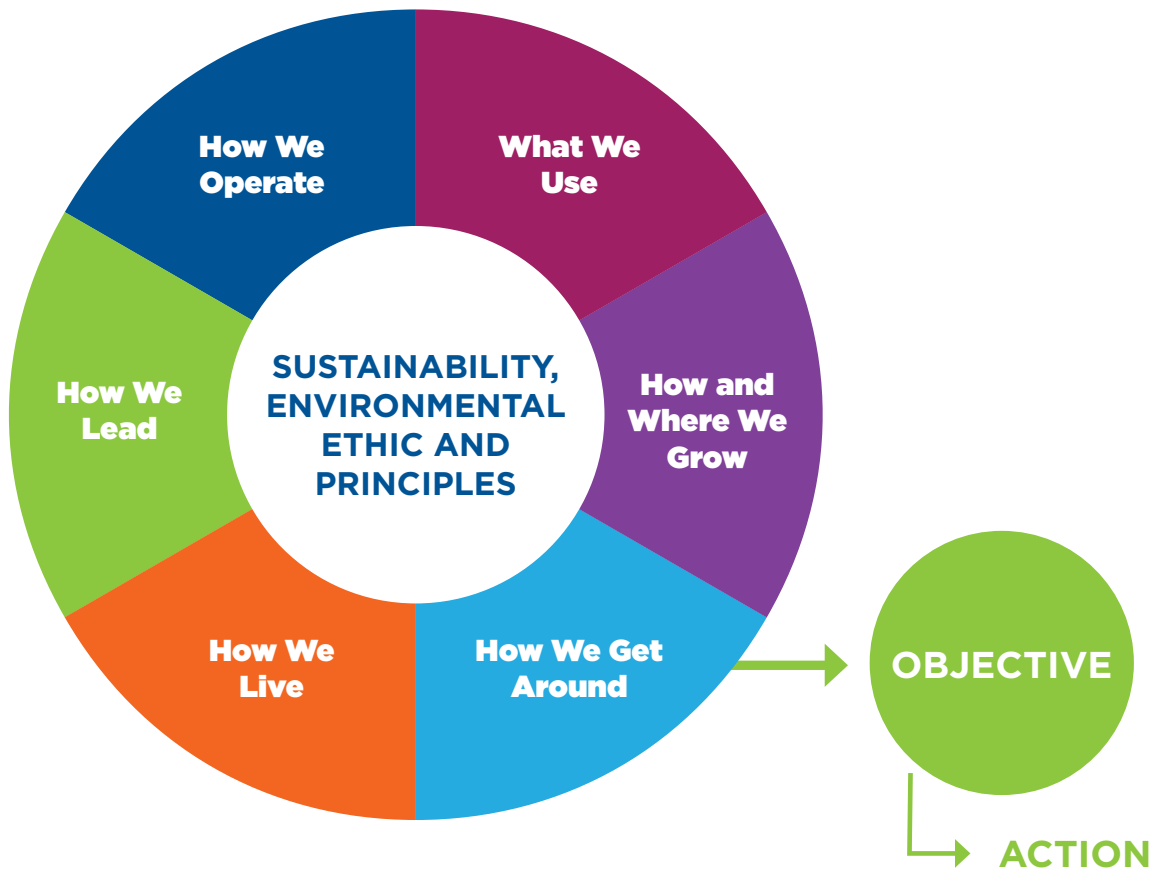 How We
Operate
What We
Use
How We
Lead
SUSTAINABILITY,
ENVIRONMENTAL
ETHIC AND
PRINCIPLES
How and
Where We
Grow
How We
Live
How We Get
Around
OBJECTIVE
ACTION